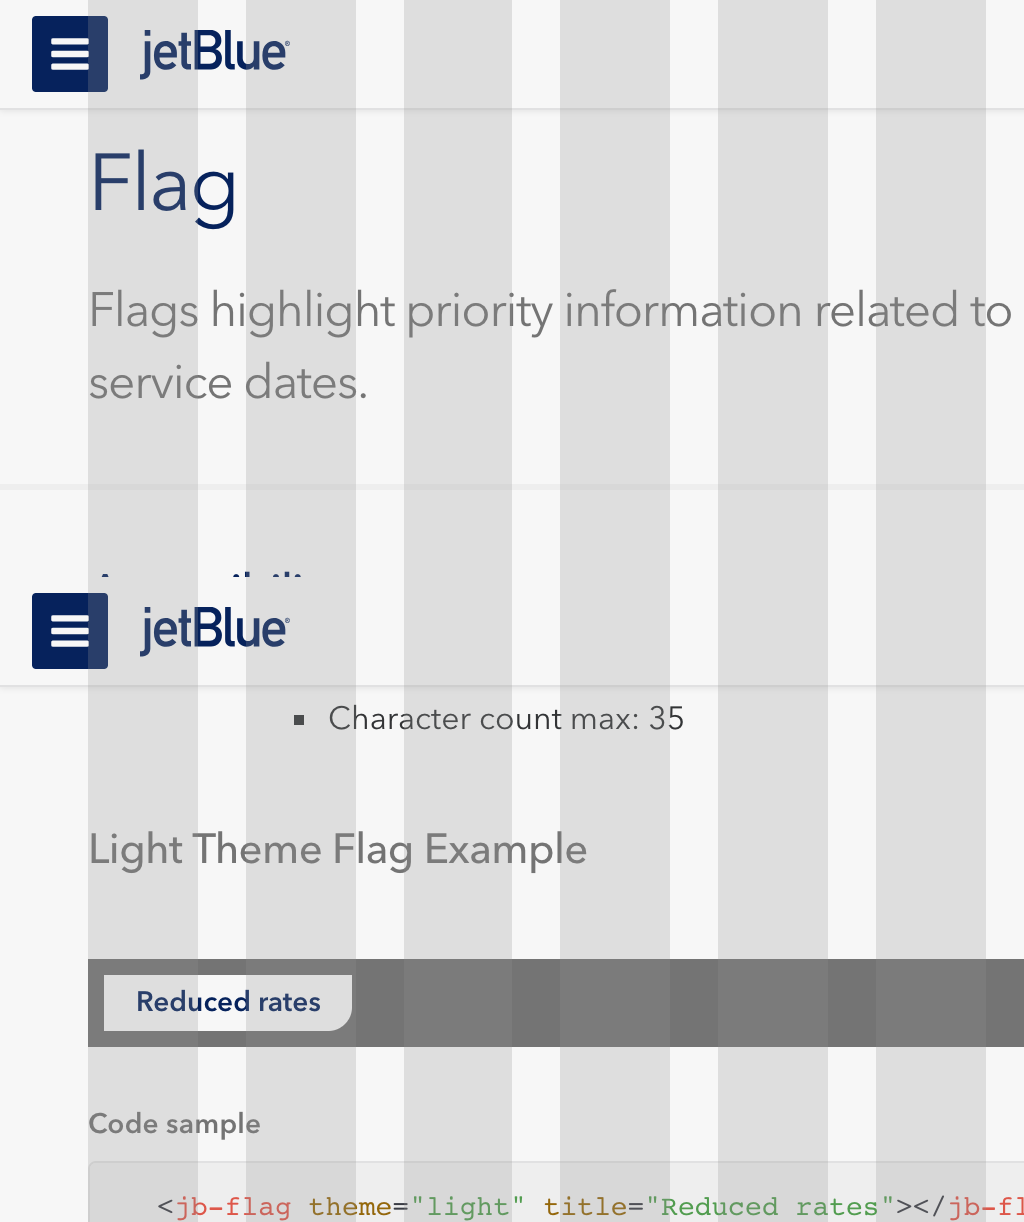 jetBlue
Flag
Flags highlight priority information related to
service dates.
jetBlue
▪ Character count max: 35
Light Theme Flag Example
Reduced rates
Code sample
<jb-flag theme="light" title="Reduced rates"></jb-fl